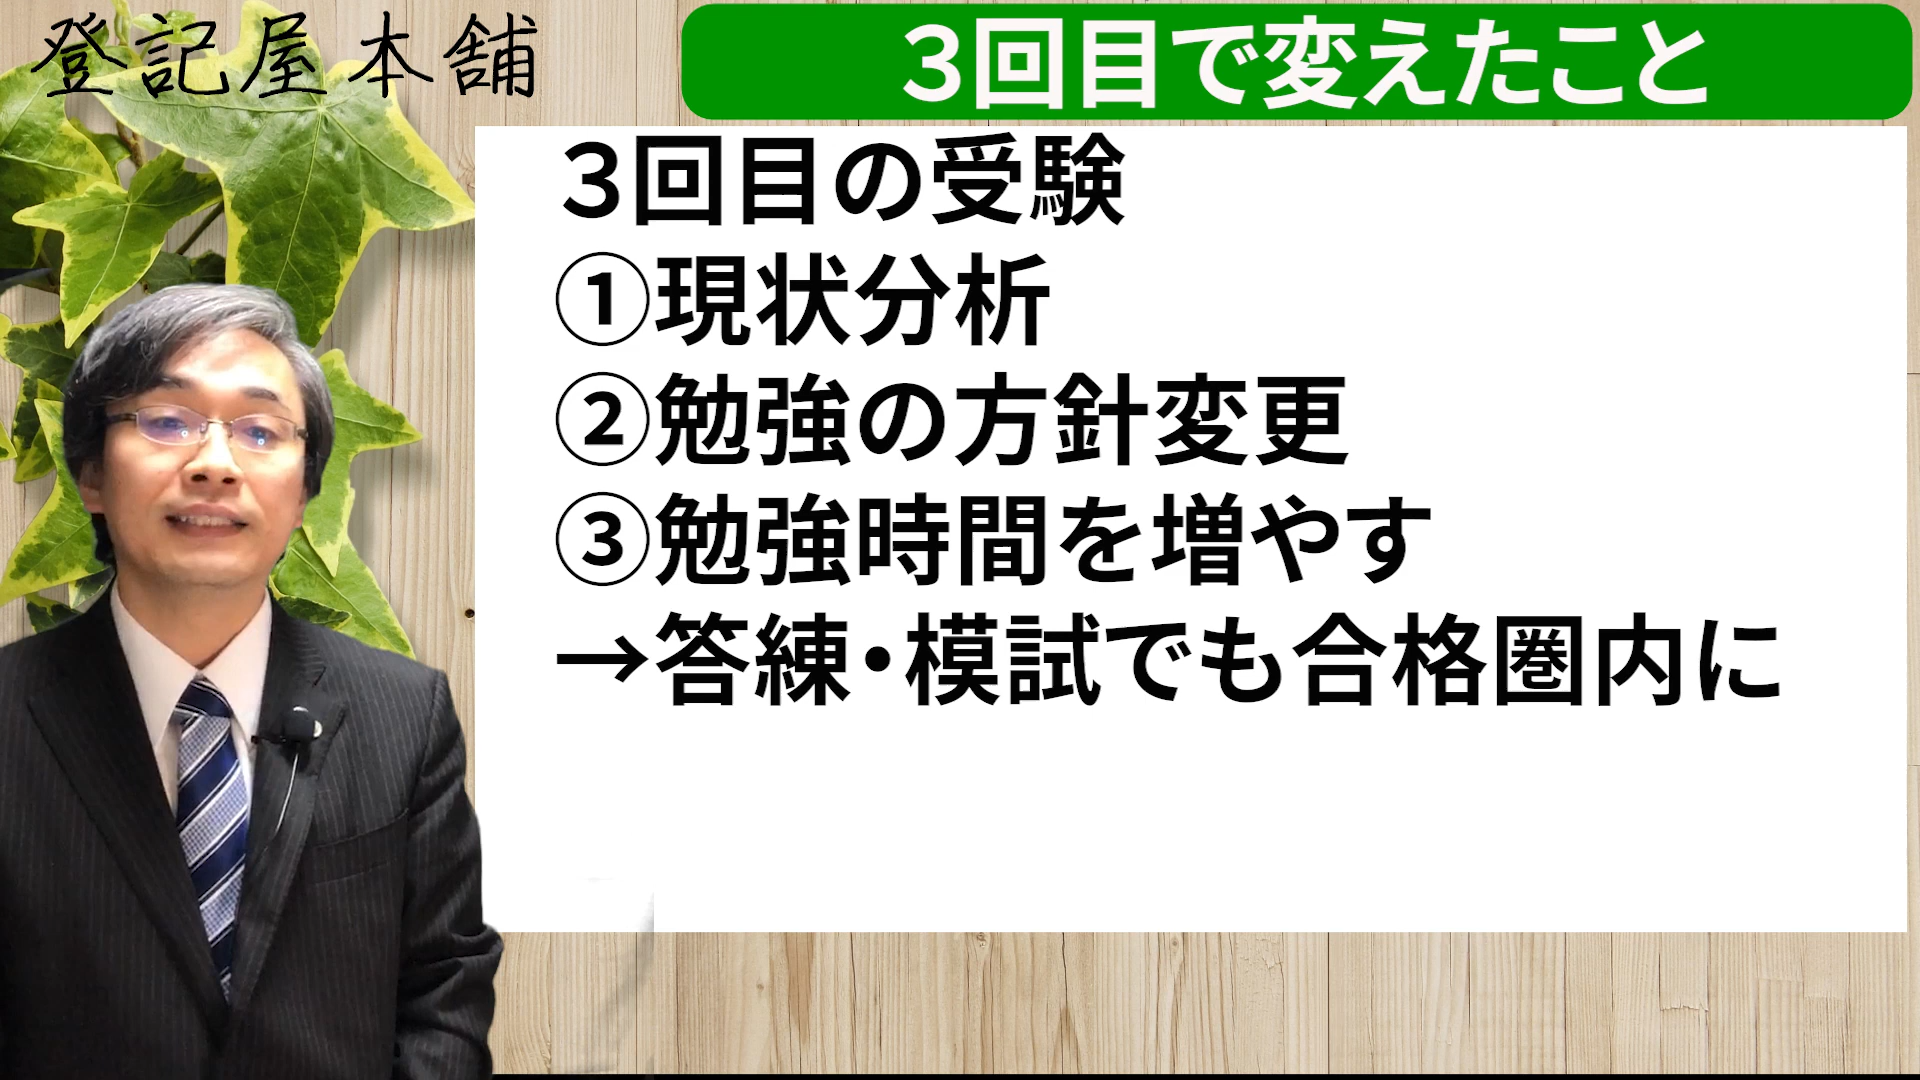 登記屋本舗
３回目で変えたこと
３回目の受験
①現状分析
②勉強の方針変更
③勉強時間を増やす
→答練・模試でも合格圏内に